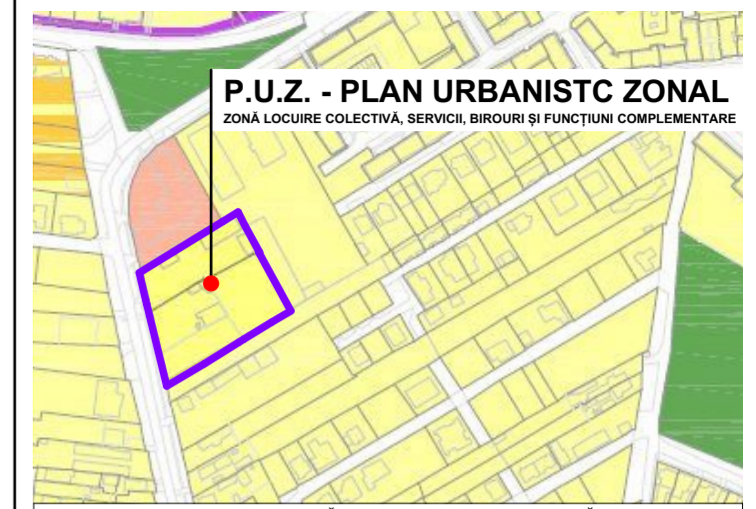 P.U.Z. - PLAN URBANISTC ZONAL
ZONĂ LOCUIRE COLECTIVĂ, SERVICII, BIROURI ȘI FUNCȚIUNI COMPLEMENTARE